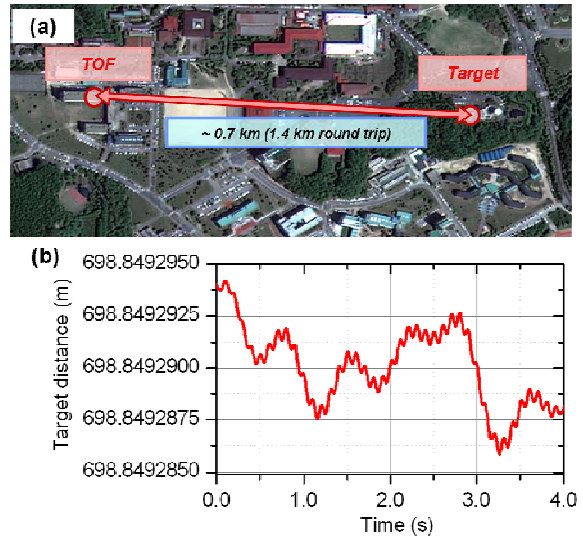 (a)
TOF
Target
~ 0.7 km (1.4 km round trip)
(b)
698.8492950
698.8492925
698.8492900
698.8492875
698.8492850
Target distance (m)
0.0 1.0 2.0 3.0 4.0
Time (s)